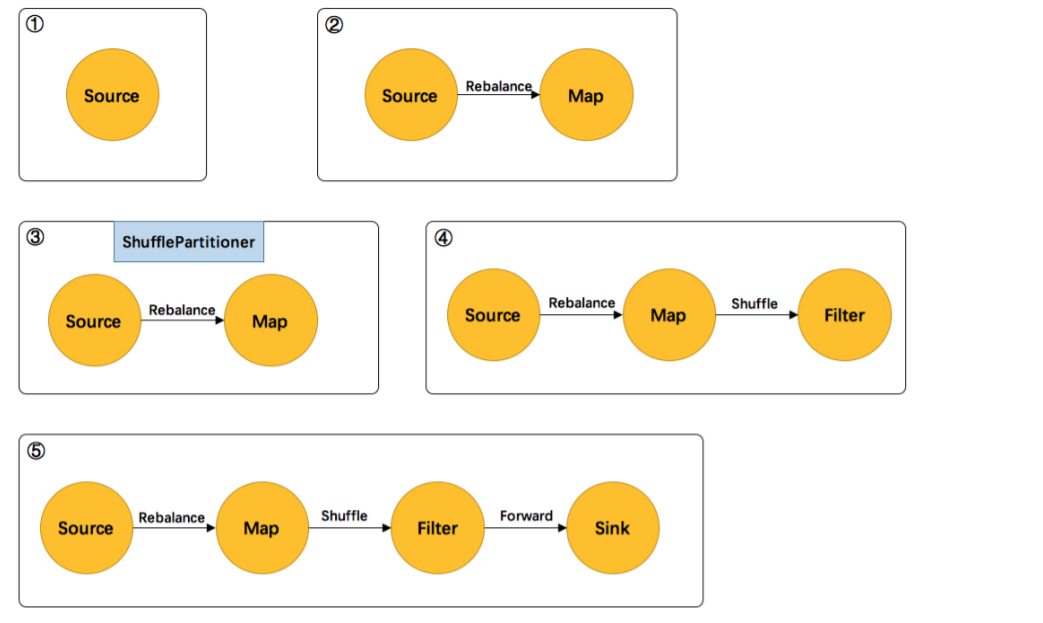 ①
Source
②
Source
Rebalance
Map
③
ShufflePartitioner
Source
Rebalance
Map
④
Source
Rebalance
Map
Shuffle
Filter
⑤
Source
Rebalance
Map
Shuffle
Filter
Forward
Sink